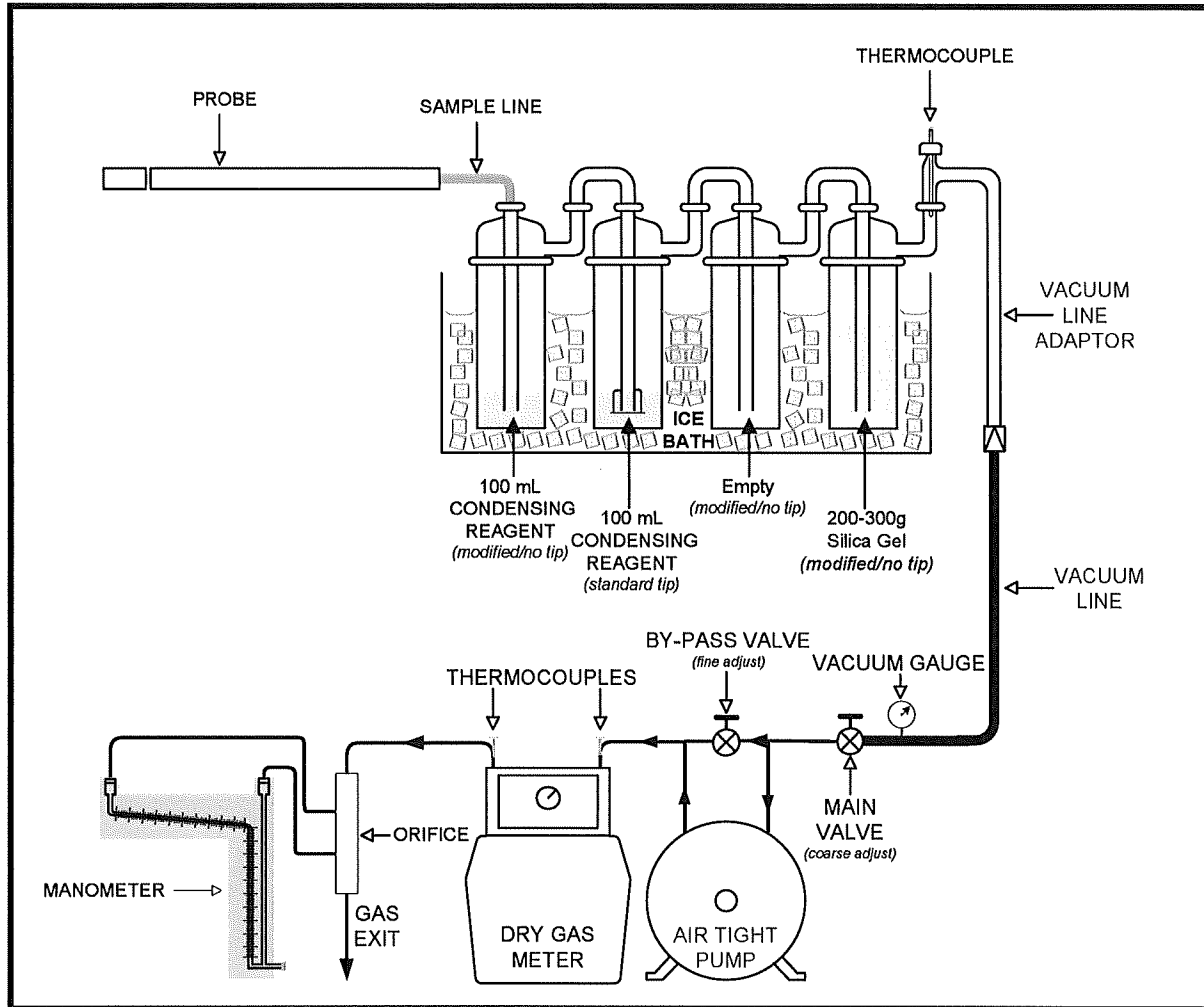 THERMOCOUPLE
PROBE
SAMPLE LINE
VACUUM
LINE
ADAPTOR
ICE
BATH
100 mL
CONDENSING
REAGENT
(modified/no tip)
100 mL
CONDENSING
REAGENT
(standard tip)
Empty
(modified/no tip)
200-300g
Silica Gel
(modified/no tip)
VACUUM
LINE
BY-PASS VALVE
(fine adjust)
VACUUM GAUGE
THERMOCOUPLES
MAIN
VALVE
(coarse adjust)
ORIFICE
MANOMETER
GAS
EXIT
DRY GAS
METER
AIR TIGHT
PUMP